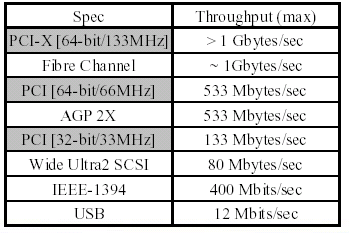 Spec Throughput (max)
PCI-X [64-bit/133MHz] > 1 Gbytes/sec
Fibre Channel ~ 1Gbytes/sec
PCI [64-bit/66MHz] 533 Mbytes/sec
AGP 2X 533 Mbytes/sec
PCI [32-bit/33MHz] 133 Mbytes/sec
Wide Ultra2 SCSI 80 Mbytes/sec
IEEE-1394 400 Mbits/sec
USB 12 Mbits/sec